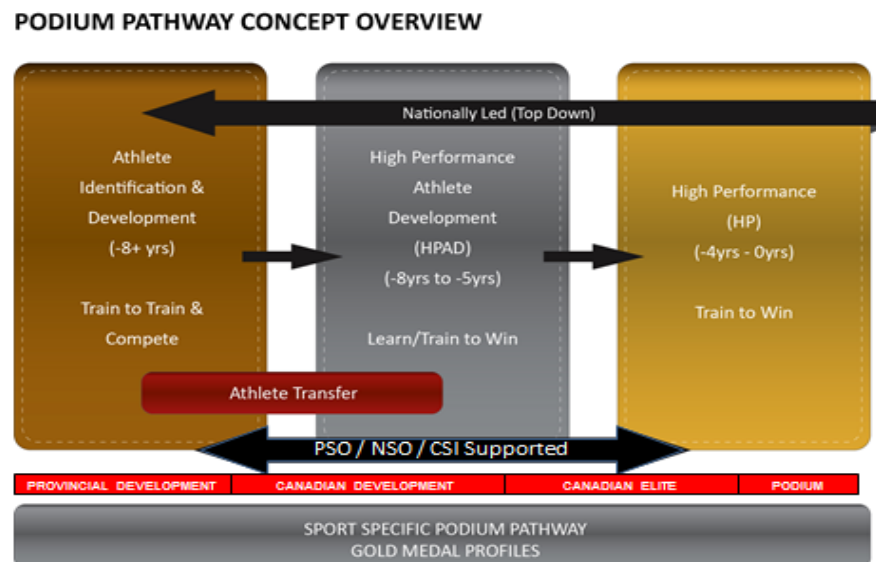 PODIUM PATHWAY CONCEPT OVERVIEW
Nationally Led (Top Down)
Athlete
Identification &
Development
(-8+ yrs)
Train to Train &
Compete
High Performance
Athlete
Development
(HPAD)
(-8yrs to -5yrs)
Learn/Train to Win
High Performance
(HP)
(-4yrs - 0yrs)
Train to Win
Athlete Transfer
PSO / NSO / CSI Supported
PROVINCIAL DEVELOPMENT
CANADIAN DEVELOPMENT
CANADIAN ELITE
PODIUM
SPORT SPECIFIC PODIUM PATHWAY
GOLD MEDAL PROFILES